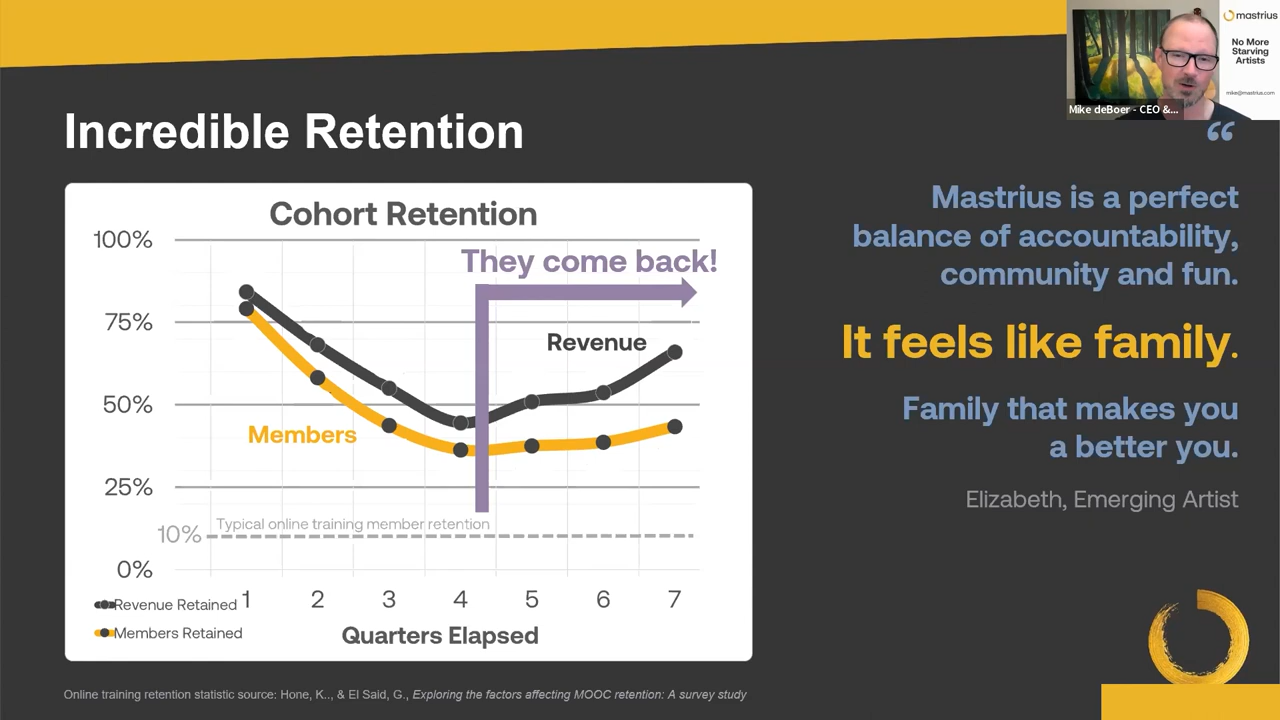 mastrius
No More
Starving
Artists
mike@mastrius.com
Mike deBoer - CEO &...
Incredible Retention
Cohort Retention
100%
75%
50%
25%
10%
0%
They come back!
Revenue
Members
Typical online training member retention
1 2 3 4 5 6 7
Revenue Retained
Members Retained
Quarters Elapsed
“
Mastrius is a perfect
balance of accountability,
community and fun.
It feels like family.
Family that makes you
a better you.
Elizabeth, Emerging Artist
Online training retention statistic source: Hone, K., & El Said, G., Exploring the factors affecting MOOC retention: A survey study